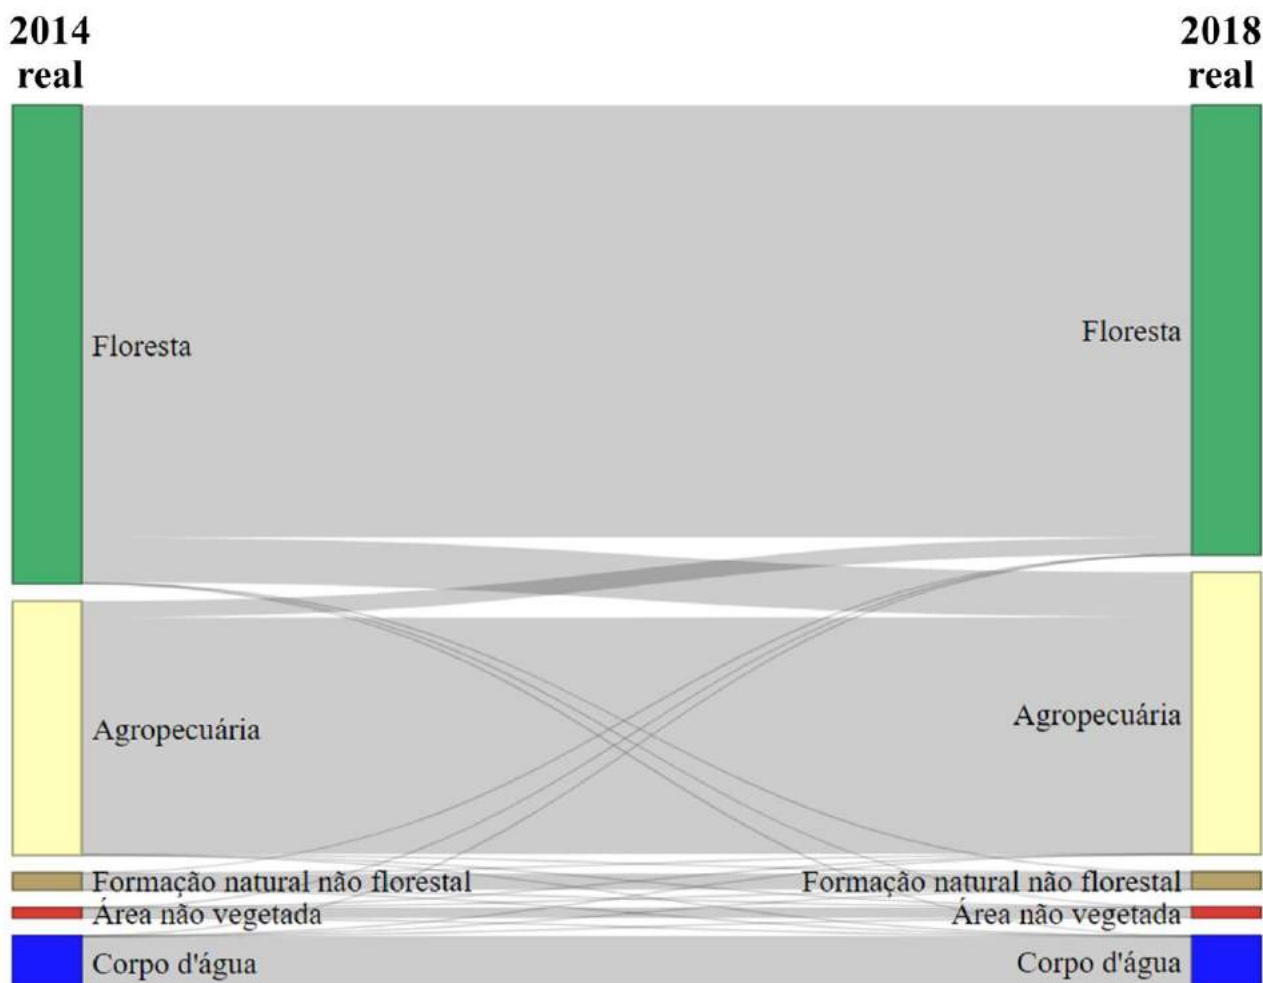 2014
real
2018
real
Floresta
Floresta
Agropecuária
Agropecuária
Formação natural não florestal
Formação natural não florestal
Área não vegetada
Área não vegetada
Corpo d'água
Corpo d'água